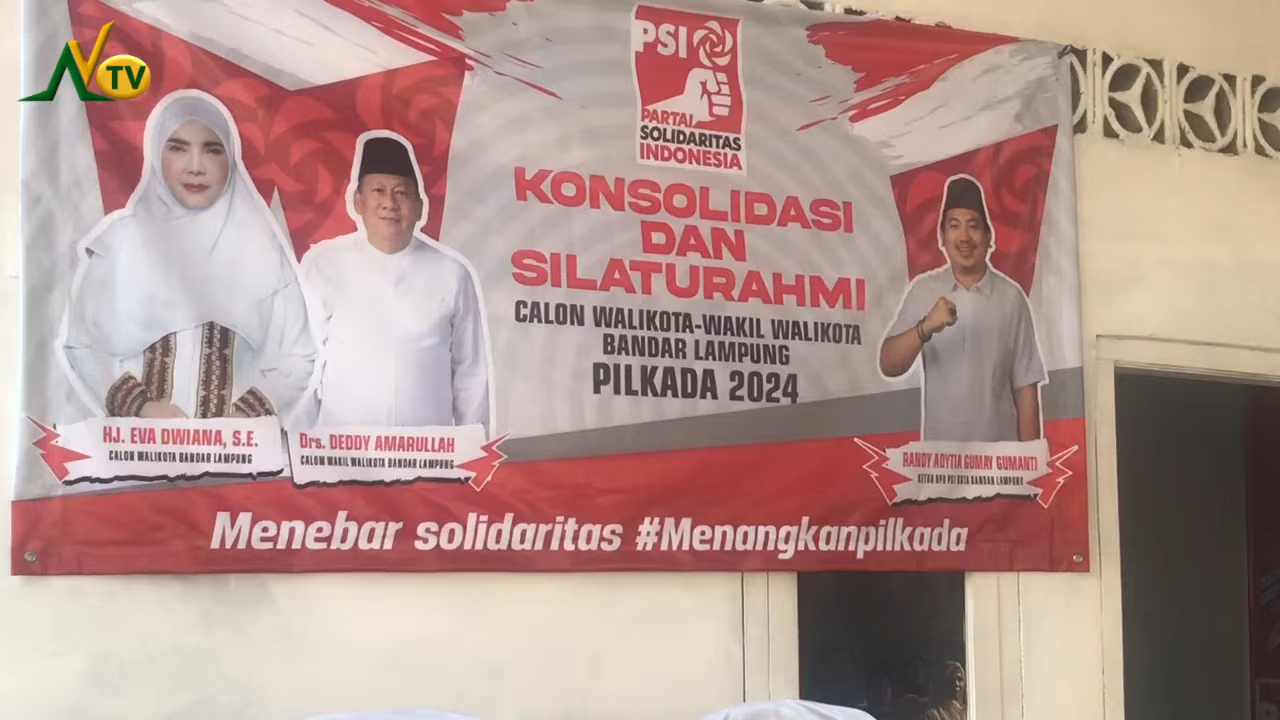 NV TV
PSI
PARTAI
SOLIDARITAS
INDONESIA
KONSOLIDASI
DAN
SILATURAHMI
CALON WALIKOTA-WAKIL WALIKOTA
BANDAR LAMPUNG
PILKADA 2024
HJ. EVA DWIANA, S.E.
CALON WALIKOTA BANDAR LAMPUNG
Drs. DEDDY AMARULLAH
CALON WAKIL WALIKOTA BANDAR LAMPUNG
RANDY ADYTIA GUMAY GUMANTI
KETUA DPD PSI KOTA BANDAR LAMPUNG
Menebar solidaritas #Menangkanpilkada